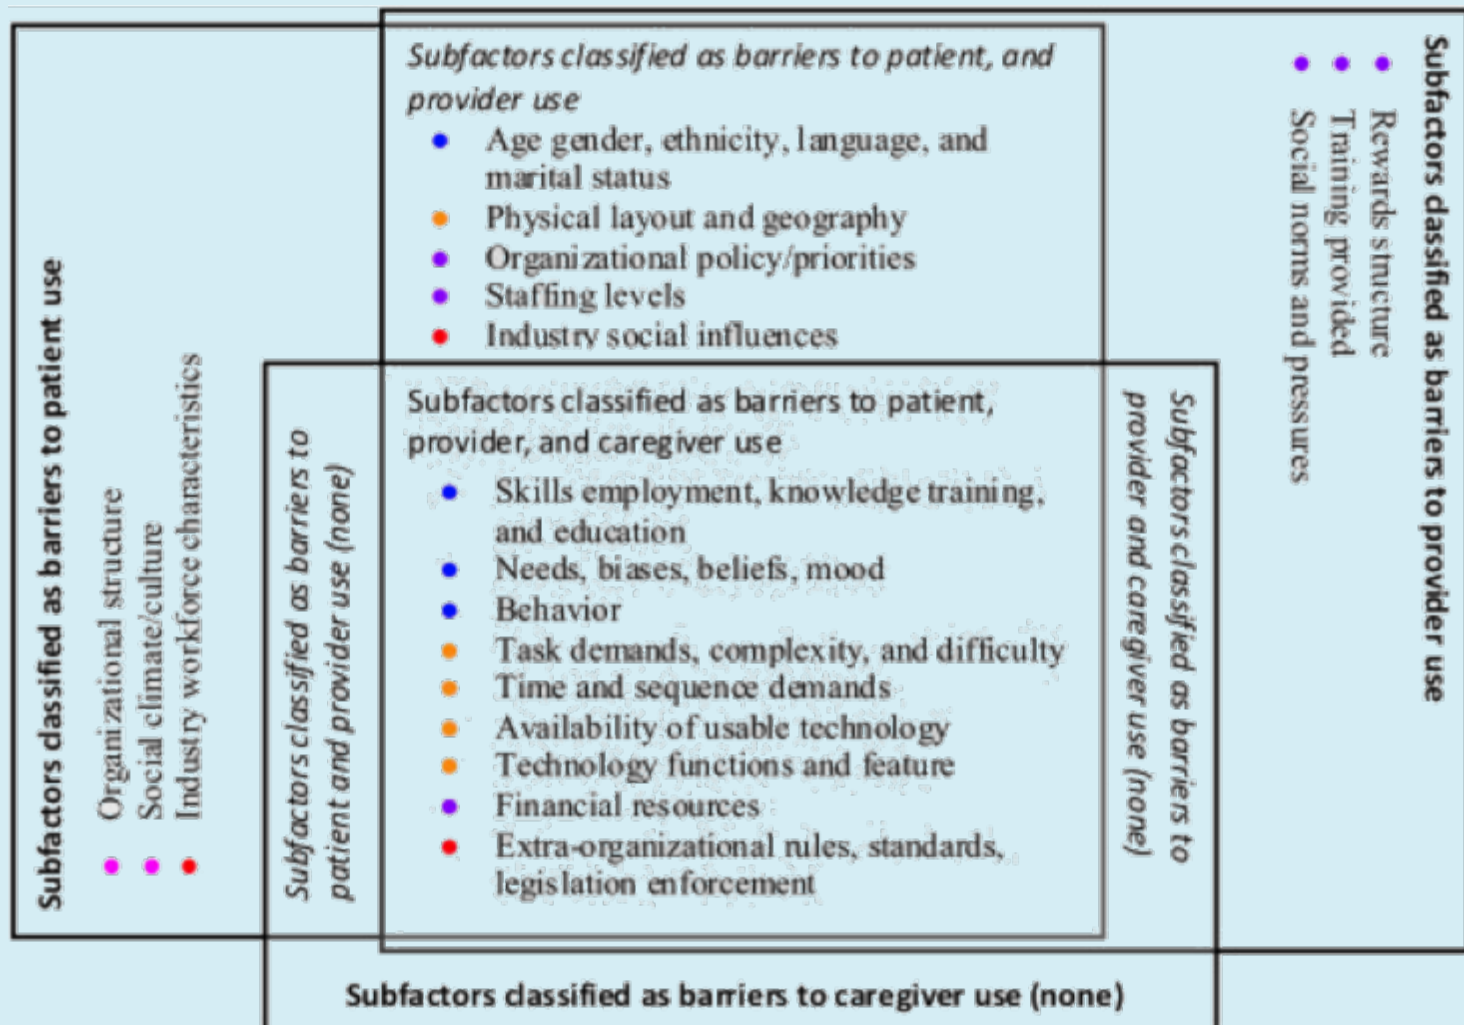 Subfactors classified as barriers to patient use
Organizational structure
Social climate/culture
Industry workforce characteristics
Subfactors classified as barriers to patient, and
provider use
Age gender, ethnicity, language, and
marital status
Physical layout and geography
Organizational policy/priorities
Staffing levels
Industry social influences
Subfactors classified as barriers to
patient and provider use (none)
Subfactors classified as barriers to patient,
provider, and caregiver use
Skills employment, knowledge training,
and education
Needs, biases, beliefs, mood
Behavior
Task demands, complexity, and difficulty
Time and sequence demands
Availability of usable technology
Technology functions and feature
Financial resources
Extra-organizational rules, standards,
legislation enforcement
Subfactors classified as barriers to
provider and caregiver use (none)
Subfactors classified as barriers to provider use
Rewards structure
Training provided
Social norms and pressures
Subfactors classified as barriers to caregiver use (none)